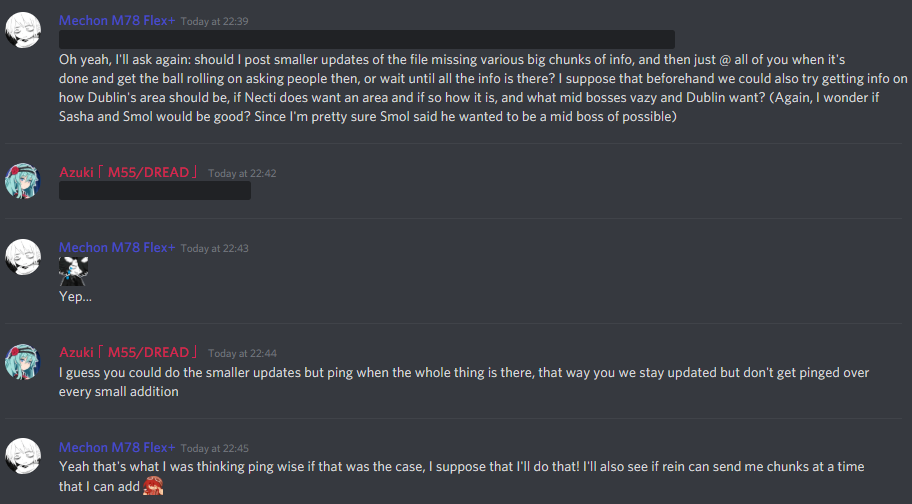 Mechon M78 Flex+ Today at 22:39
Oh yeah, I'll ask again: should I post smaller updates of the file missing various big chunks of info, and then just @ all of you when it's
done and get the ball rolling on asking people then, or wait until all the info is there? I suppose that beforehand we could also try getting info on
how Dublin's area should be, if Necti does want an area and if so how it is, and what mid bosses vazy and Dublin want? (Again, I wonder if
Sasha and Smol would be good? Since I'm pretty sure Smol said he wanted to be a mid boss of possible)
Azuki「 M55/DREAD」 Today at 22:42
Mechon M78 Flex+ Today at 22:43
Yep...
Azuki「 M55/DREAD」 Today at 22:44
I guess you could do the smaller updates but ping when the whole thing is there, that way you we stay updated but don't get pinged over
every small addition
Mechon M78 Flex+ Today at 22:45
Yeah that's what I was thinking ping wise if that was the case, I suppose that I'll do that! I'll also see if rein can send me chunks at a time
that I can add